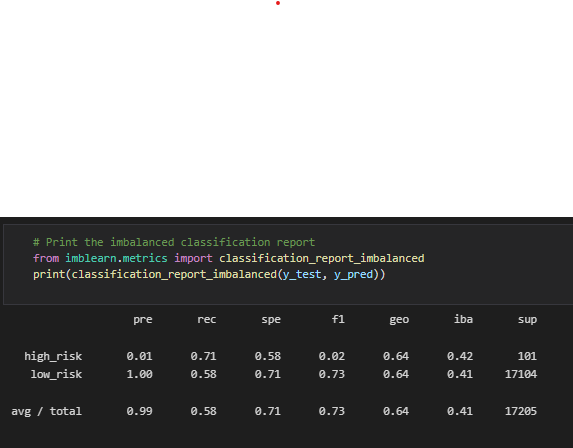 # Print the imbalanced classification report
from imblearn.metrics import classification_report_imbalanced
print(classification_report_imbalanced(y_test, y_pred))
pre rec spe f1 geo iba sup
high_risk 0.01 0.71 0.58 0.02 0.64 0.42 101
low_risk 1.00 0.58 0.71 0.73 0.64 0.41 17104
avg / total 0.99 0.58 0.71 0.73 0.64 0.41 17205